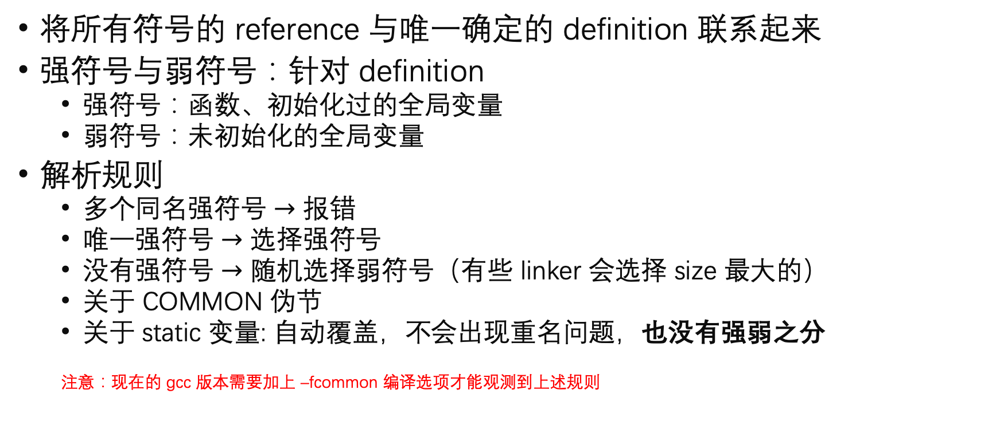 • 将所有符号的 reference 与唯一确定的 definition 联系起来
• 强符号与弱符号：针对 definition
• 强符号：函数、初始化过的全局变量
• 弱符号：未初始化的全局变量
• 解析规则
• 多个同名强符号 → 报错
• 唯一强符号 → 选择强符号
• 没有强符号 → 随机选择弱符号（有些 linker 会选择 size 最大的）
• 关于 COMMON 伪节
• 关于 static 变量: 自动覆盖，不会出现重名问题，也没有强弱之分
注意：现在的 gcc 版本需要加上 –fcommon 编译选项才能观测到上述规则